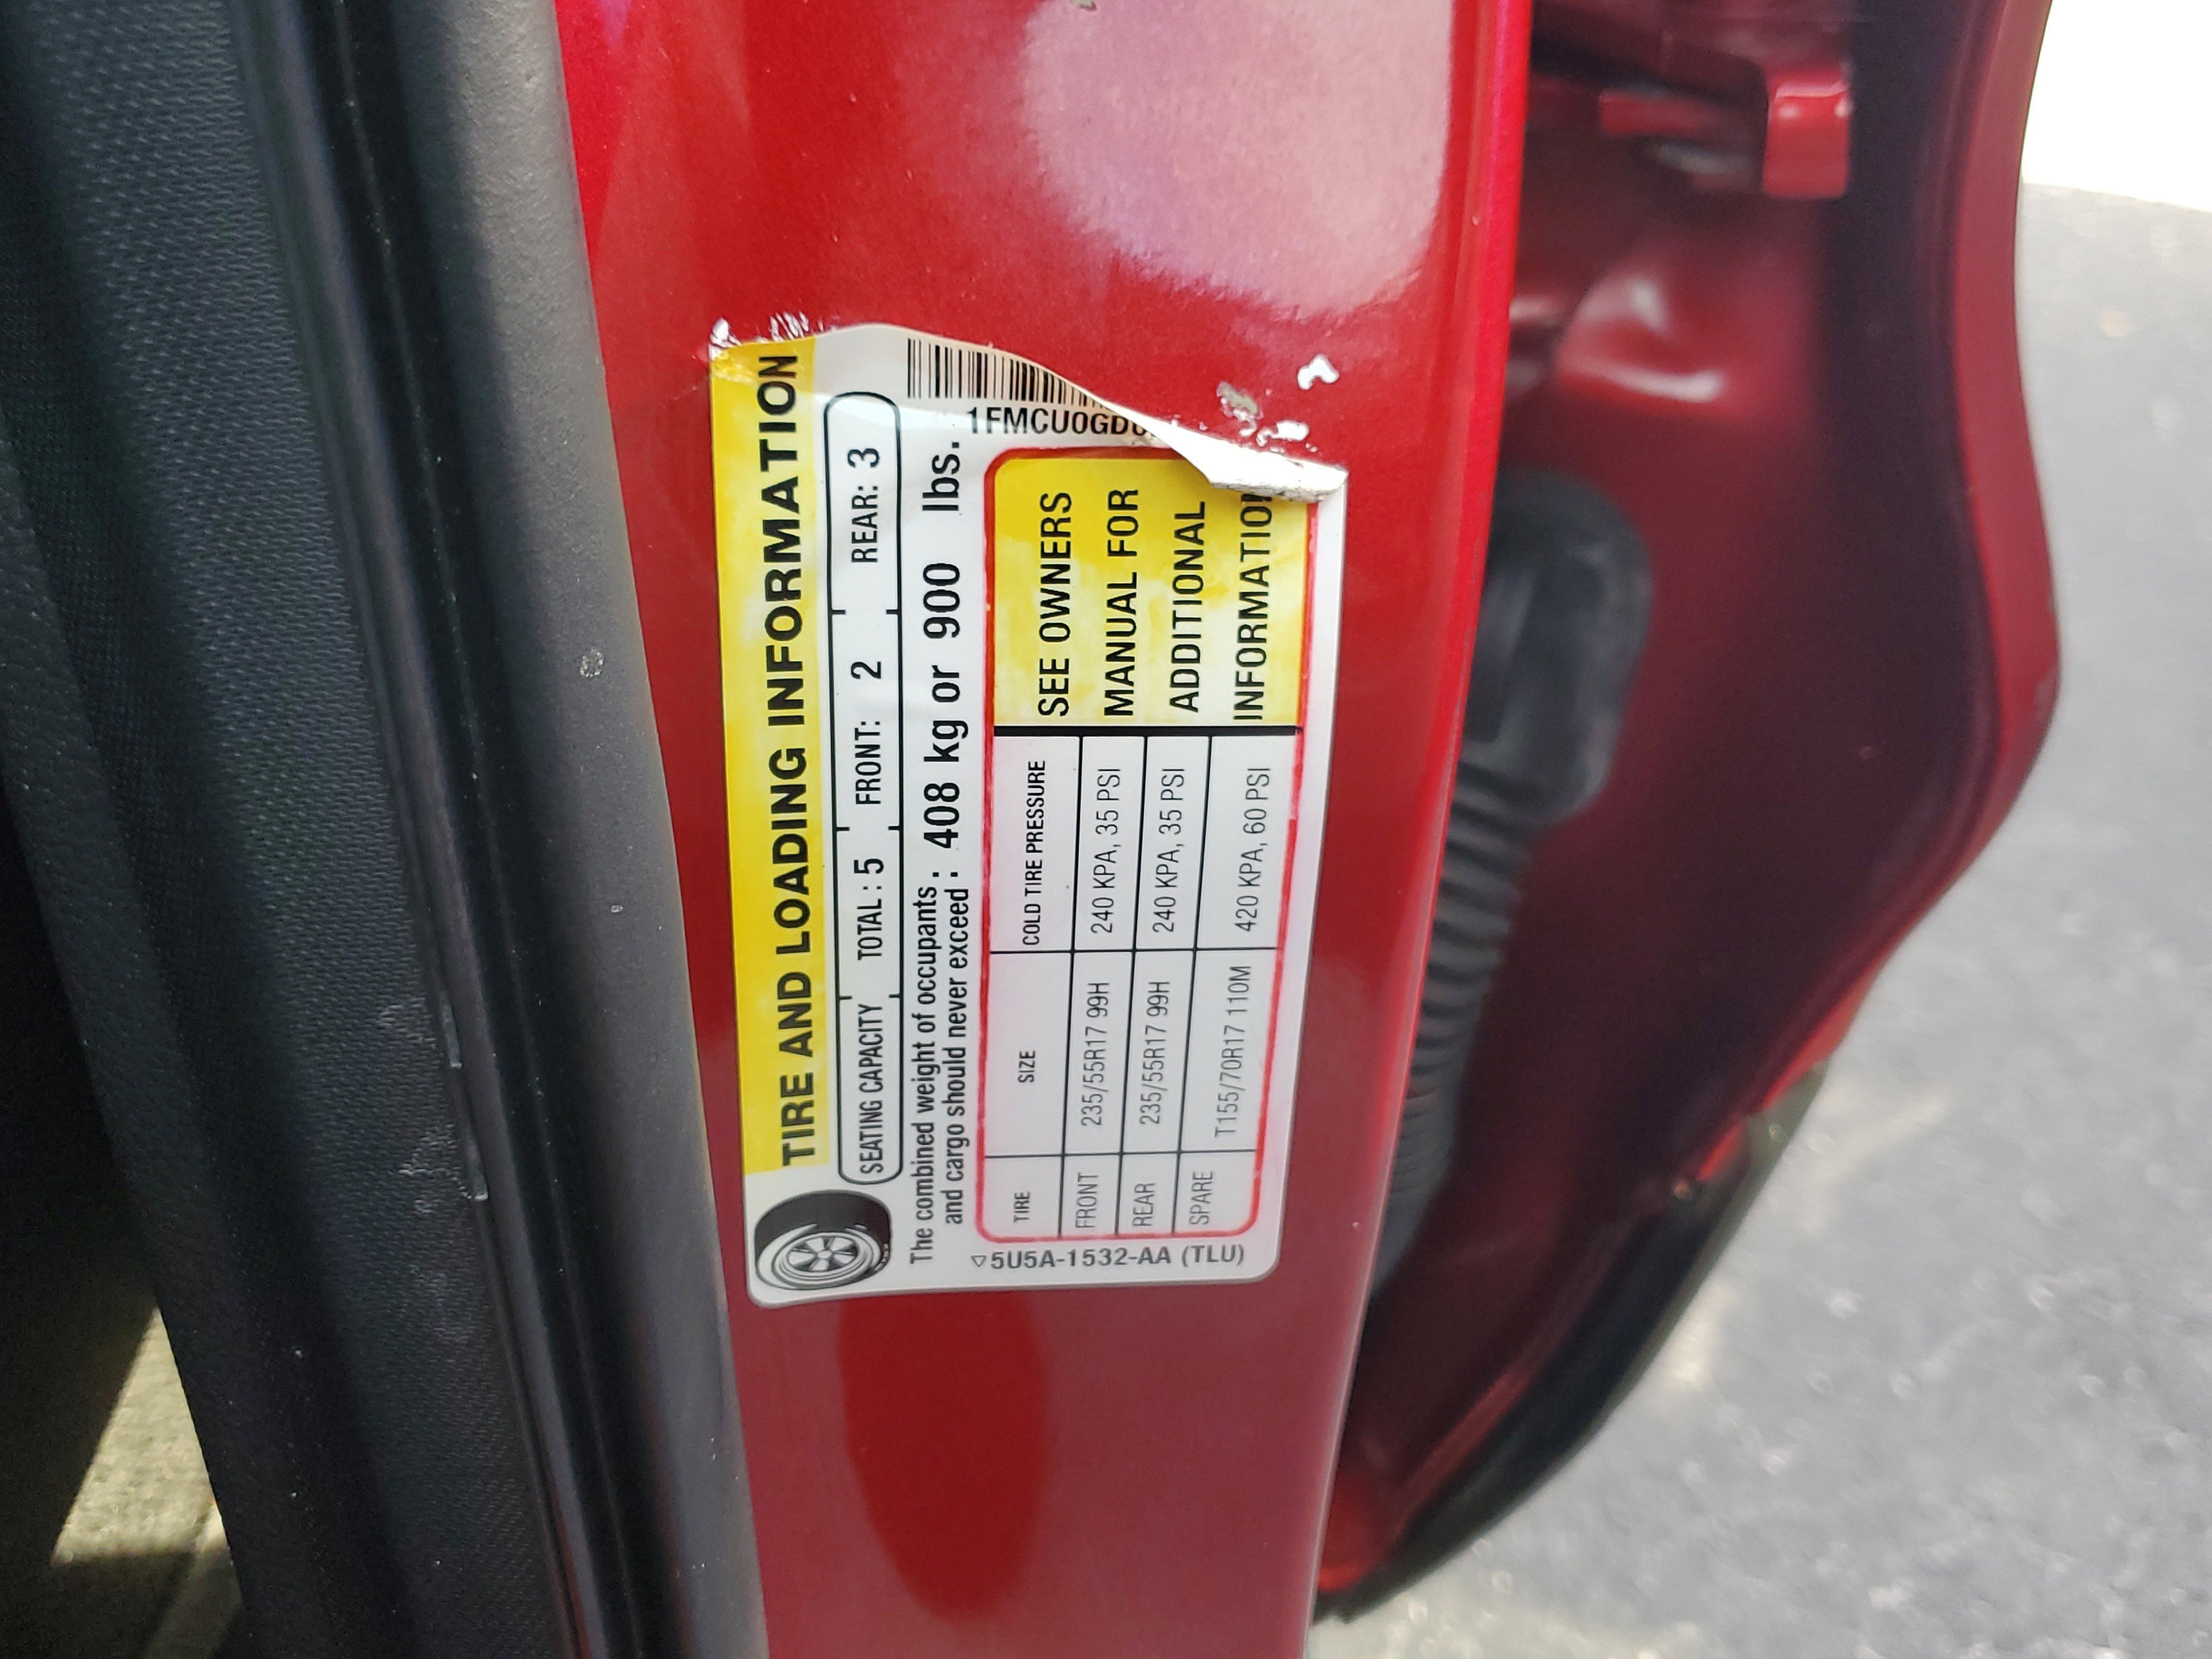 TIRE AND LOADING INFORMATION
SEATING CAPACITY TOTAL : 5 FRONT: 2 REAR: 3
The combined weight of occupants :
and cargo should never exceed : 408 kg or 900 lbs.
1FMCU0GD
TIRE SIZE COLD TIRE PRESSURE
FRONT 235/55R17 99H 240 KPA, 35 PSI
REAR 235/55R17 99H 240 KPA, 35 PSI
SPARE T155/70R17 110M 420 KPA, 60 PSI
SEE OWNERS
MANUAL FOR
ADDITIONAL
INFORMATION
▽5U5A-1532-AA (TLU)